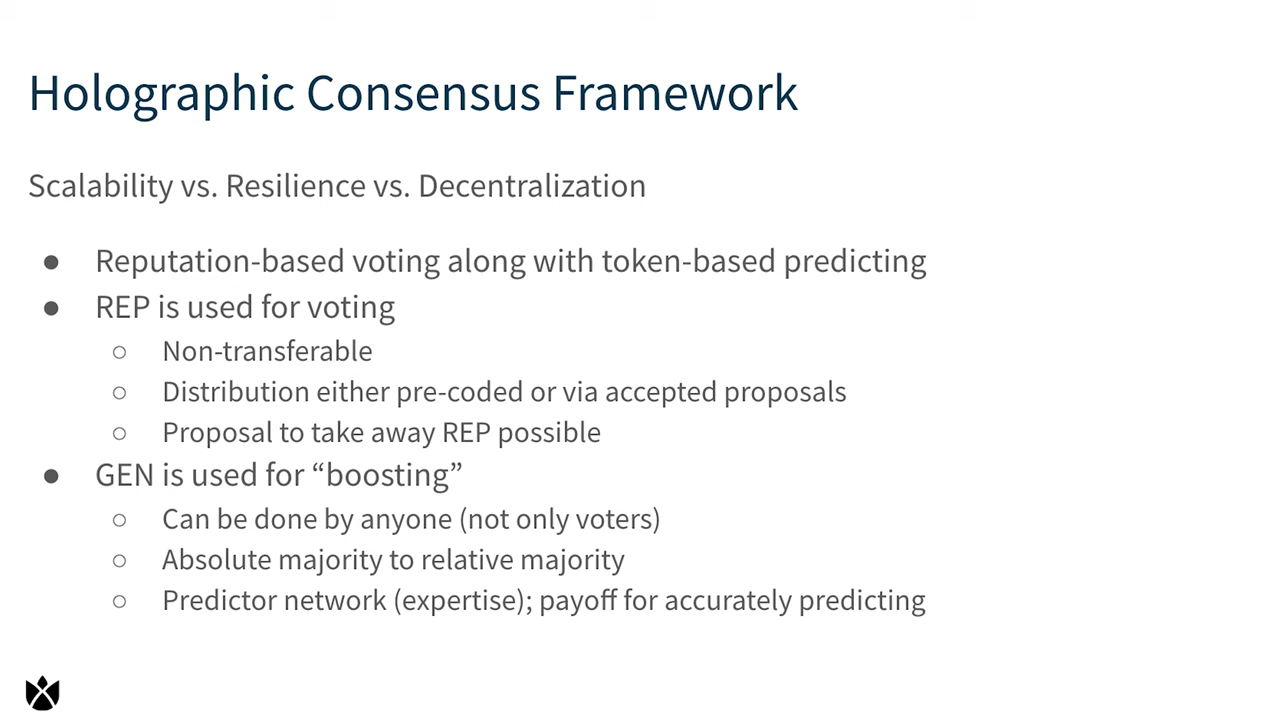 Holographic Consensus Framework
Scalability vs. Resilience vs. Decentralization
● Reputation-based voting along with token-based predicting
● REP is used for voting
○ Non-transferable
○ Distribution either pre-coded or via accepted proposals
○ Proposal to take away REP possible
● GEN is used for “boosting”
○ Can be done by anyone (not only voters)
○ Absolute majority to relative majority
○ Predictor network (expertise); payoff for accurately predicting